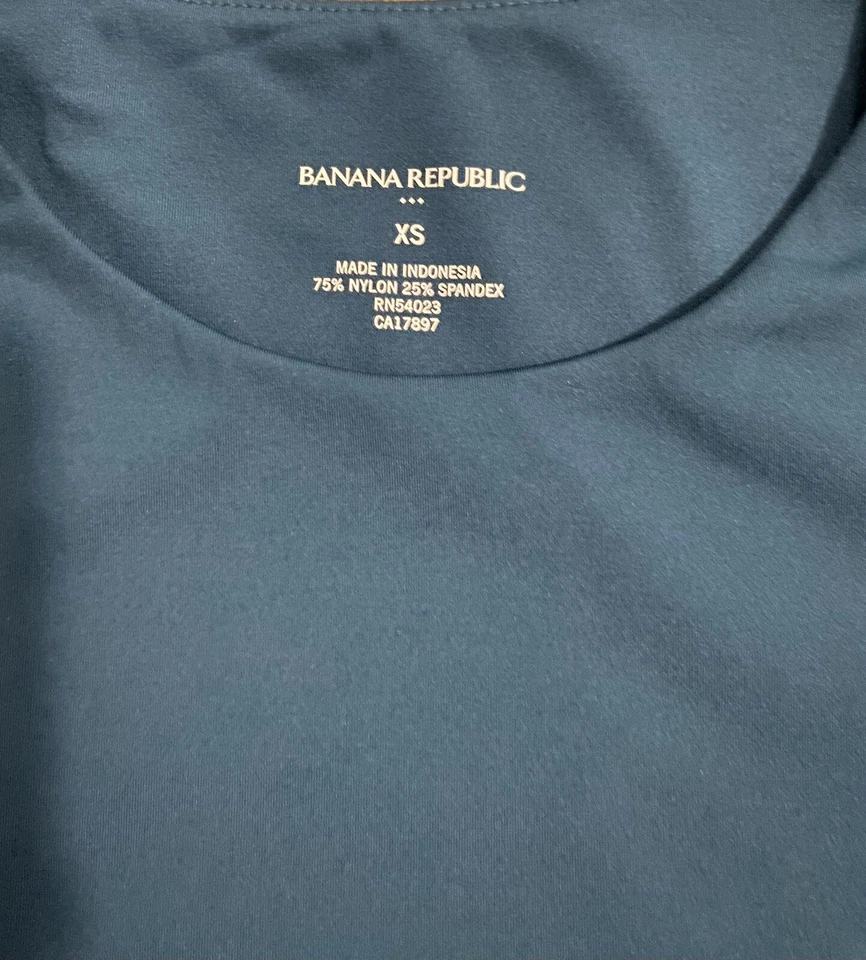 BANANA REPUBLIC
XS
MADE IN INDONESIA
75% NYLON 25% SPANDEX
RN54023
CA17897